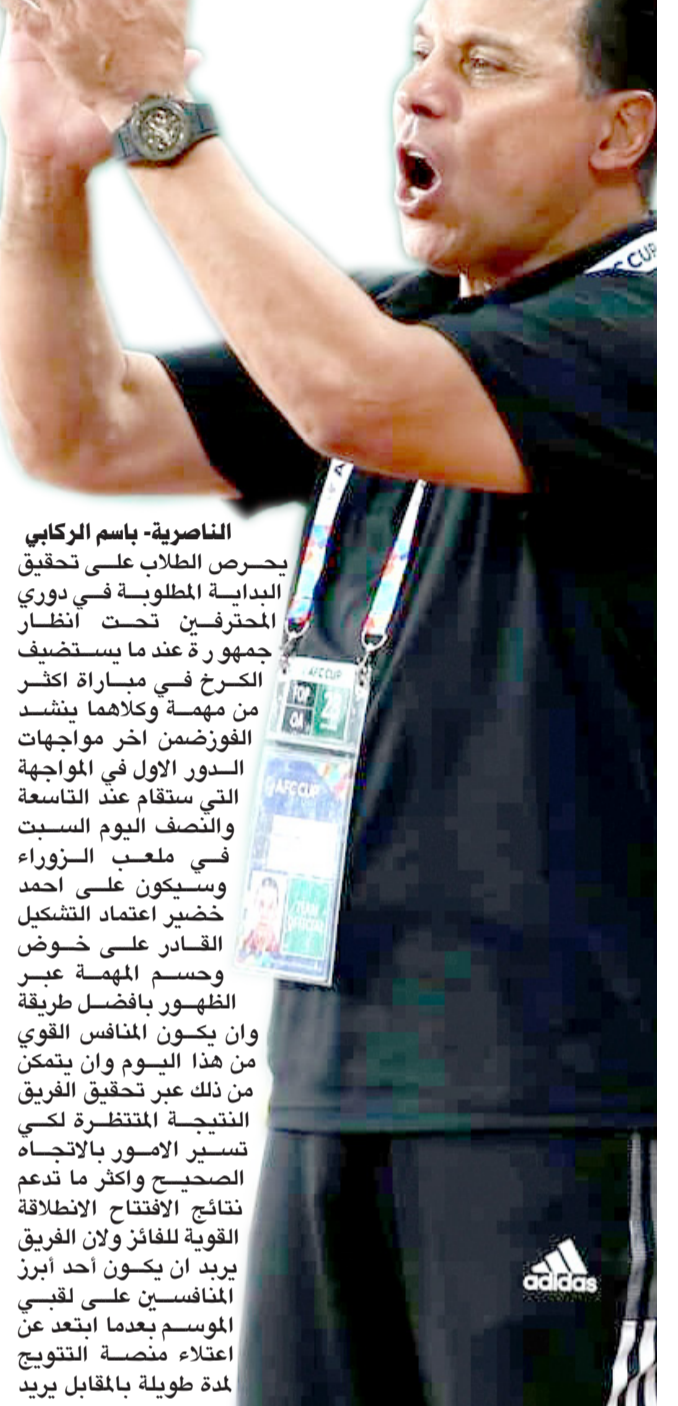 CUP
الناصرية- باسم الركابي
يحرص الطلاب على تحقيق
البداية المطلوبة في دوري
المحترفين تحت انظار
جمهو ر ة عند ما يستضيف
الكرخ في مباراة اكثر
من مهمة وكلاهما ينشد
الفوزضمن اخر مواجهات
الدور الاول في المواجهة
التي ستقام عند التاسعة
والنصف اليوم السبت
في ملعب الزوراء
وسيكون على احمد
خضير اعتماد التشكيل
القادر على خوض
وحسم المهمة عبر
الظهور بافضل طريقة
وان يكون المنافس القوي
من هذا اليوم وان يتمكن
من ذلك عبر تحقيق الفريق
النتيجة المنتظرة لكي
تسير الامور بالاتجاه
الصحيح واكثر ما تدعم
نتائج الافتتاح الانطلاقة
القوية للفائز ولان الفريق
يريد ان يكون أحد أبرز
المنافسين على لقبي
الموسم بعدما ابتعد عن
اعتلاء منصة التتويج
لمدة طويلة بالمقابل يريد
AFC CUP
AFC CUP
TEAM
OFFICIAL
adidas